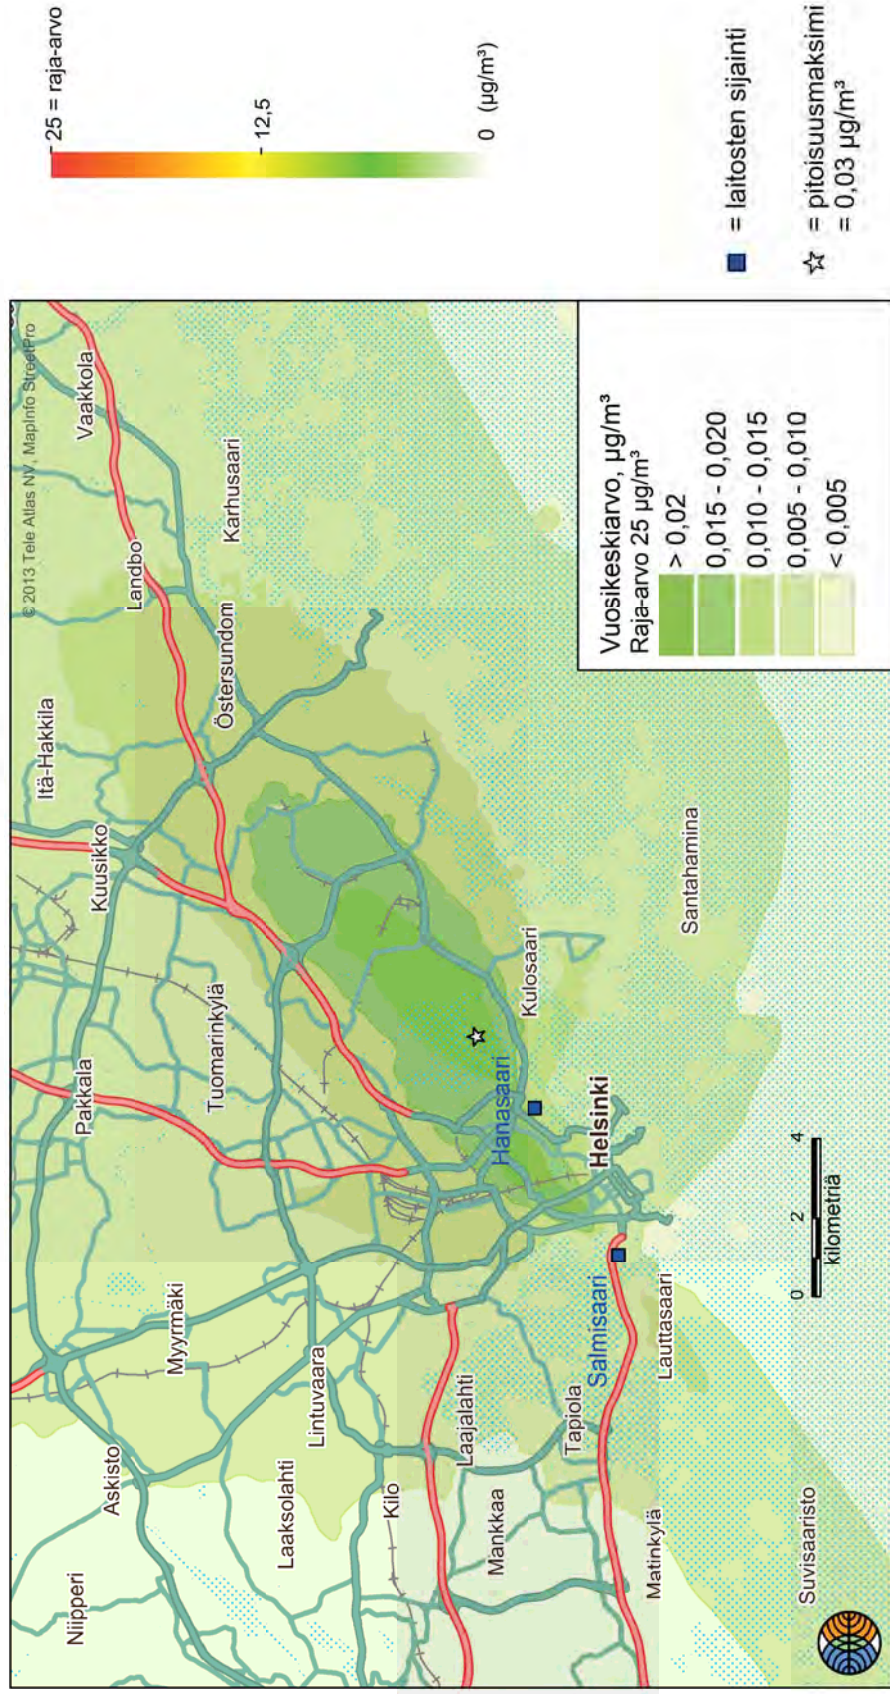 © 2013 Tele Atlas NV, MapInfo StreetPro
Vaakkola
Landbo
Karhusaari
Östersundom
Itä-Hakkila
Kuusikko
Pakkala
Tuomarinkylä
Kulosaari
Santahamina
Hanasaari
Helsinki
Myyrmäki
Lintuvaara
Askisto
Laaksolahti
Niipperi
Kilo
Laajalahti
Mankkaa
Tapiola
Salmisaari
Lauttasaari
Matinkylä
Suvisaaristo
0 2 4
kilometriä
Vuosikeskiarvo, µg/m³
Raja-arvo 25 µg/m³
> 0,02
0,015 - 0,020
0,010 - 0,015
0,005 - 0,010
< 0,005
25 = raja-arvo
12,5
0 (µg/m³)
= laitosten sijainti
= pitoisuusmaksimi
= 0,03 µg/m³